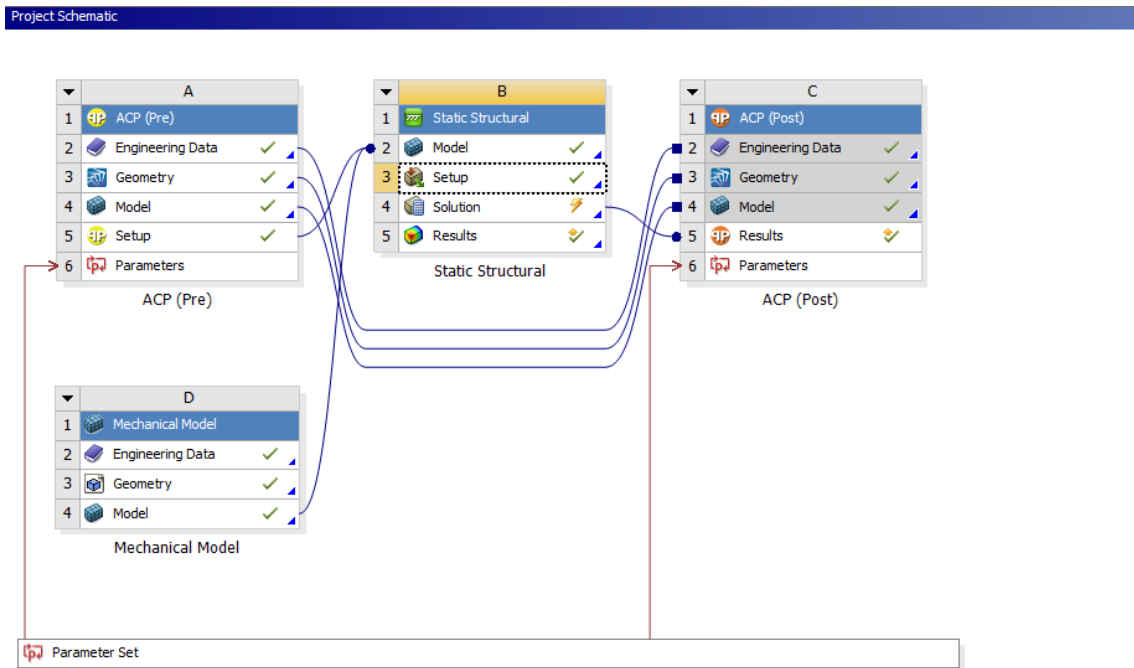 Project Schematic
A
1 ACP (Pre)
2 Engineering Data
3 Geometry
4 Model
5 Setup
6 Parameters
ACP (Pre)
B
1 Static Structural
2 Model
3 Setup
4 Solution
5 Results
Static Structural
C
1 ACP (Post)
2 Engineering Data
3 Geometry
4 Model
5 Results
6 Parameters
ACP (Post)
D
1 Mechanical Model
2 Engineering Data
3 Geometry
4 Model
Mechanical Model
Parameter Set